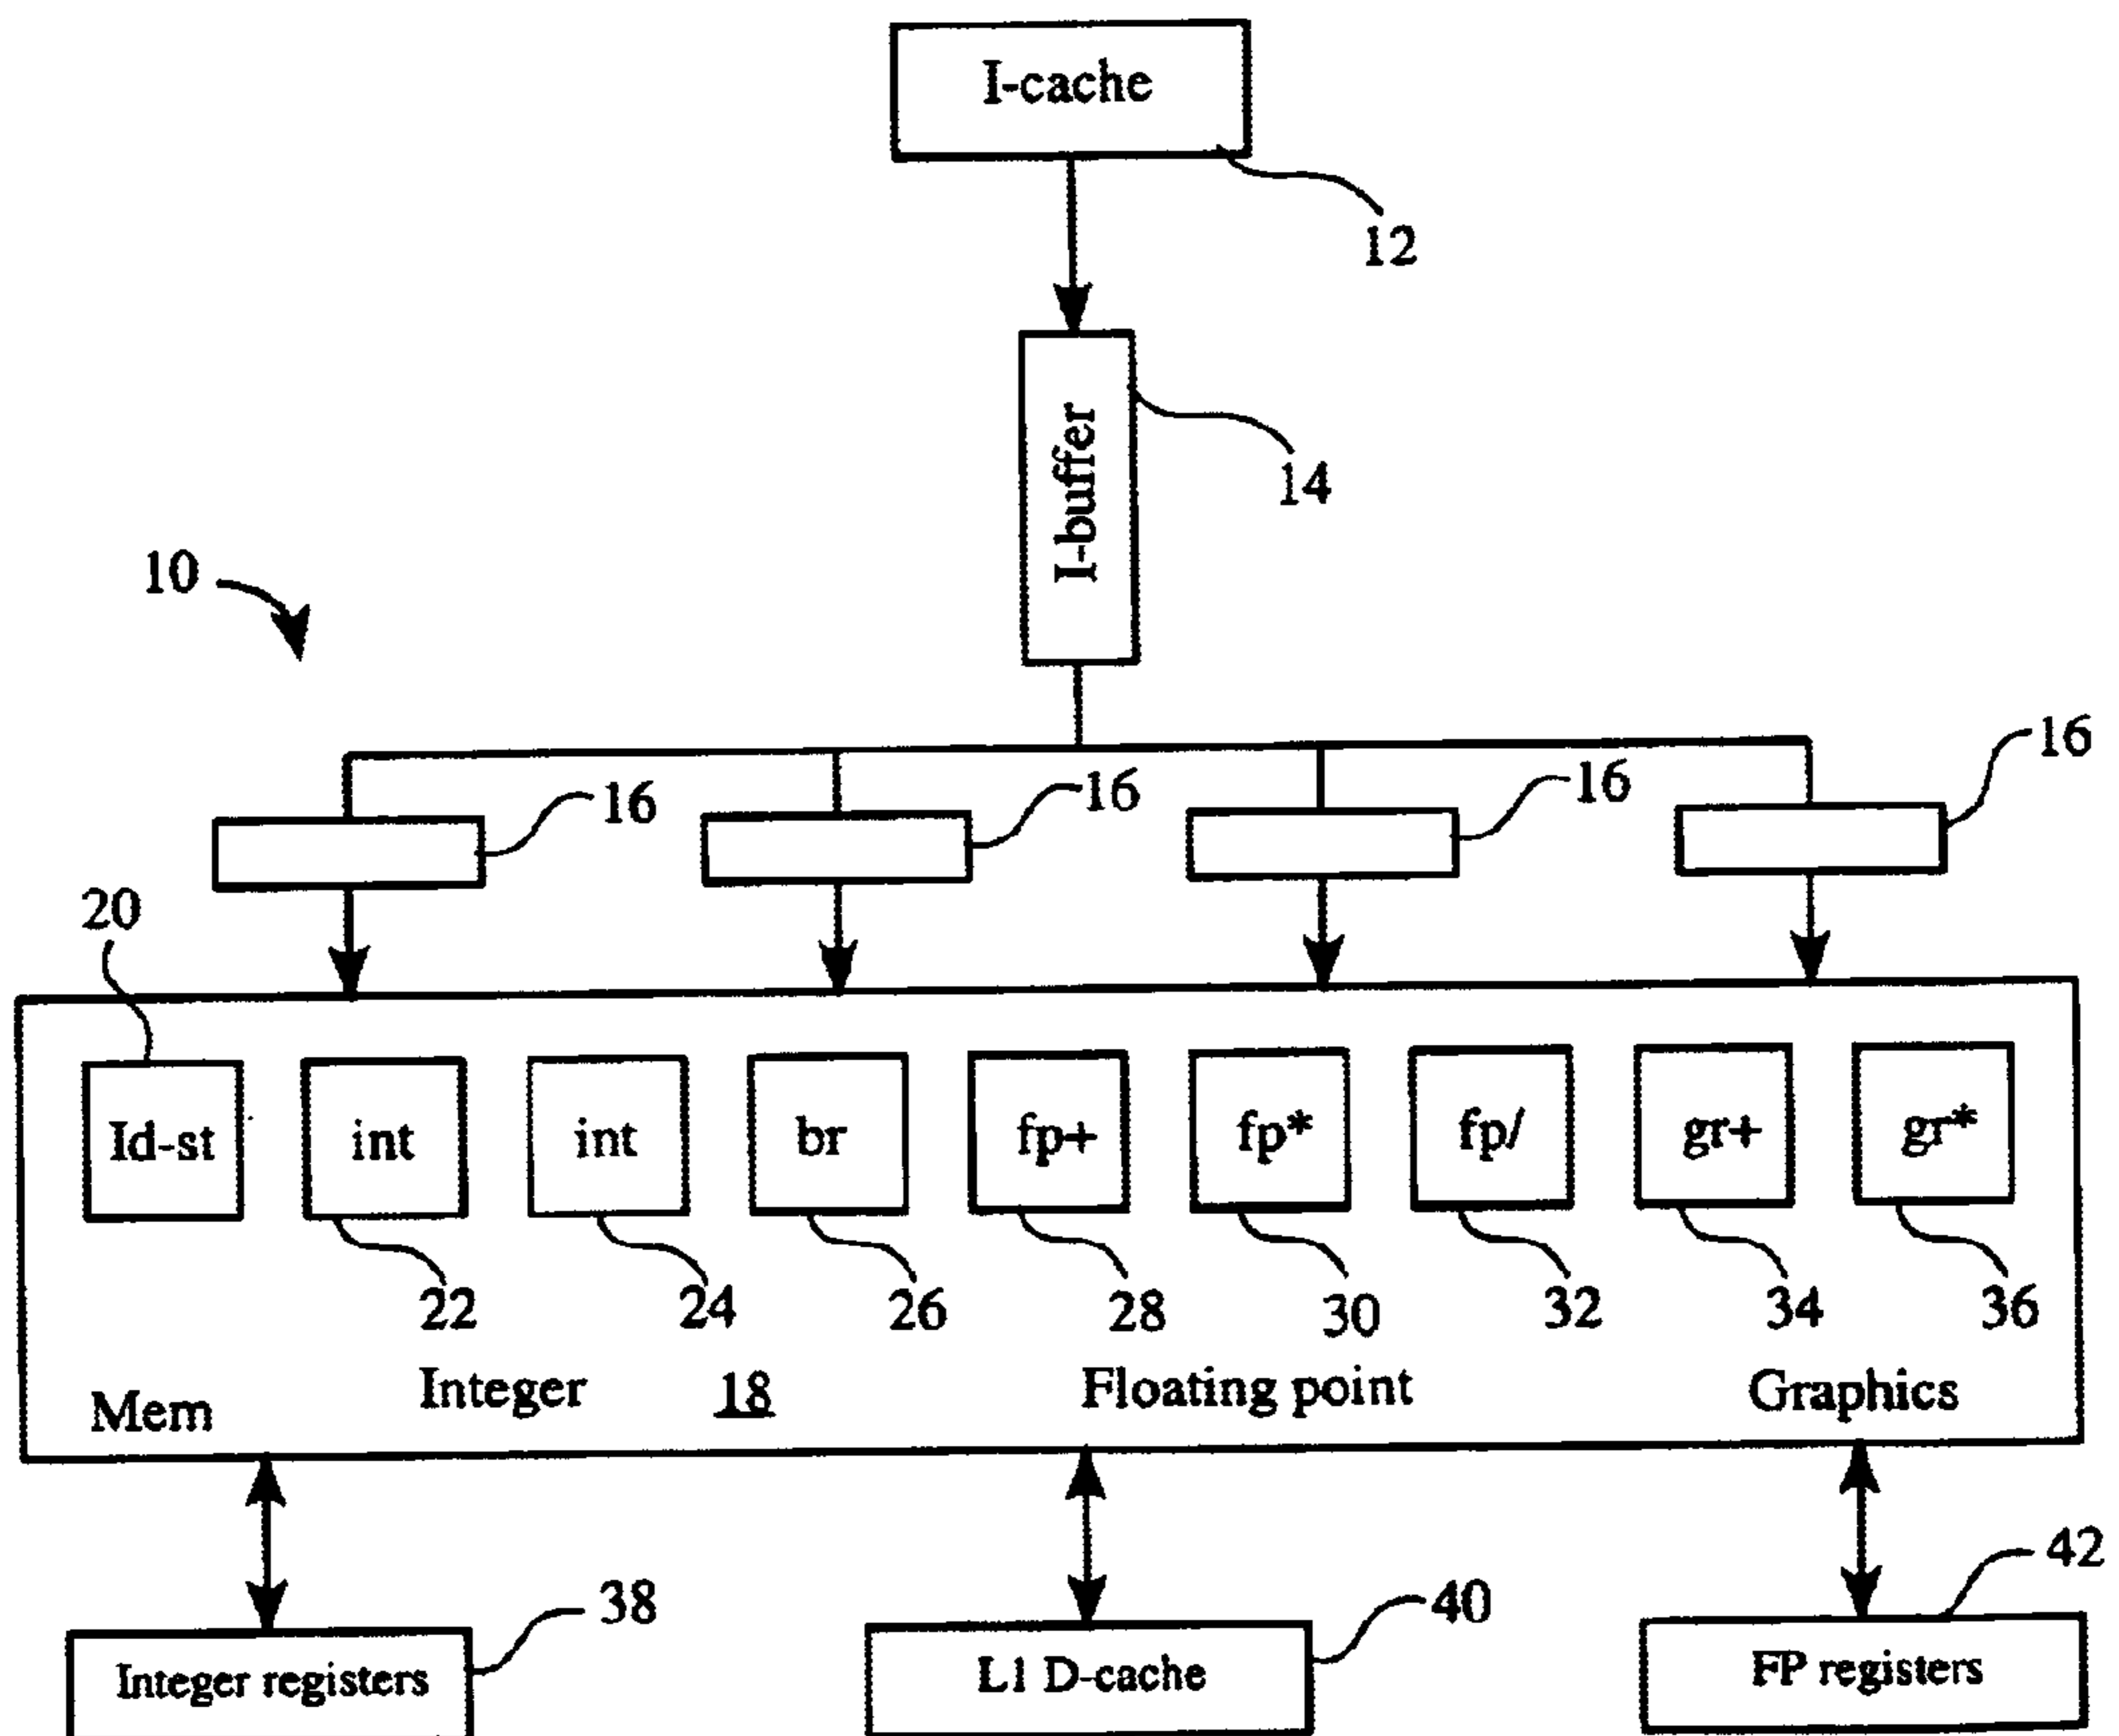 I-cache
12
I-buffer
14
10
16
16
16
16
20
Id-st
int
int
br
fp+
fp*
fp/
gr+
gr*
22
24
26
28
30
32
34
36
Mem
Integer
18
Floating point
Graphics
38
40
42
Integer registers
L1 D-cache
FP registers